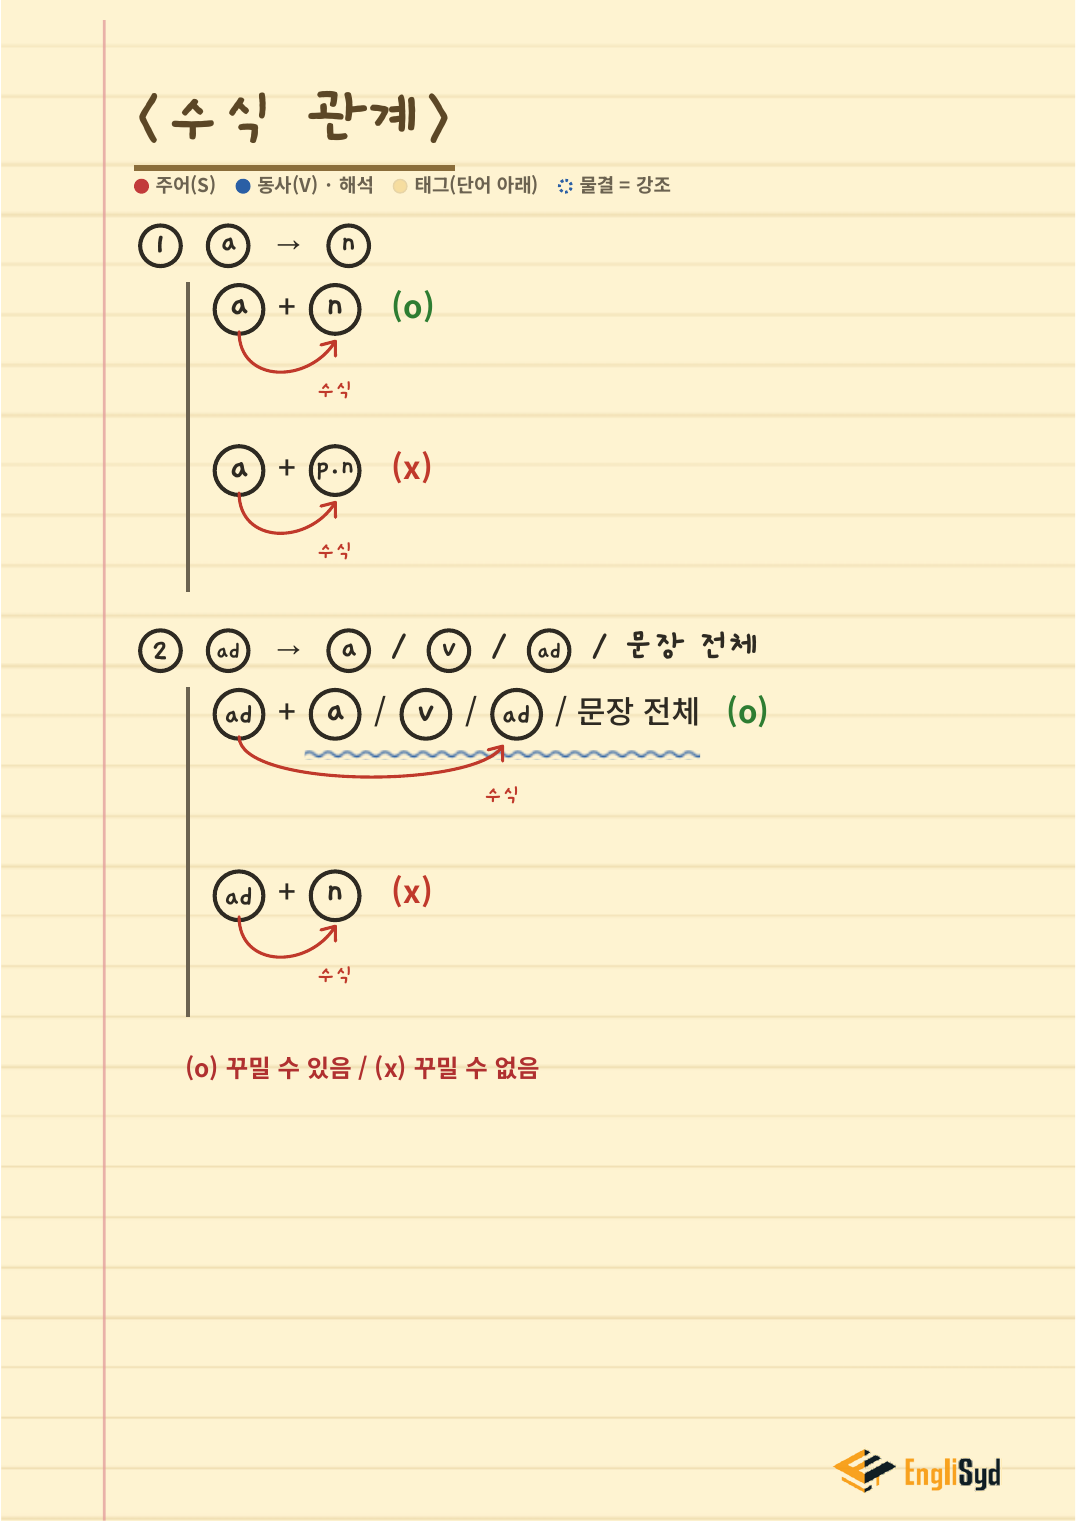 <수식 관계>
주어(S) 동사(V) · 해석 태그(단어 아래) 물결 = 강조
1 a → n
a + n (o)
수식
a + p.n (x)
수식
2 ad → a / v / ad / 문장 전체
ad + a / v / ad / 문장 전체 (o)
수식
ad + n (x)
수식
(o) 꾸밀 수 있음 / (x) 꾸밀 수 없음
EngliSyd